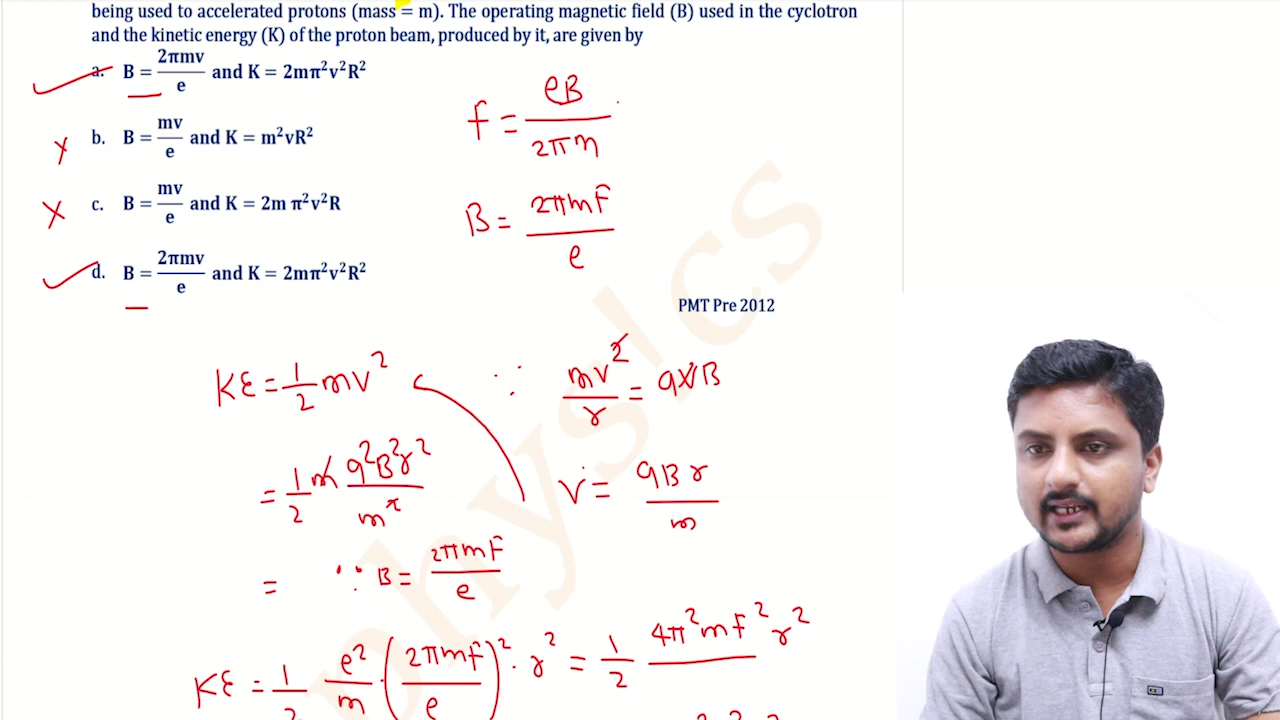 being used to accelerated protons (mass = m). The operating magnetic field (B) used in the cyclotron
and the kinetic energy (K) of the proton beam, produced by it, are given by
a. B = 2πmv/e and K = 2mπ²v²R²
b. B = mv/e and K = m²vR²
c. B = mv/e and K = 2m π²v²R
d. B = 2πmv/e and K = 2mπ²v²R²
f = eB/2πm
B = 2πmf/e
PMT Pre 2012
KE = 1/2 mv² ∵ mv²/r = qVB
= 1/2 m q²B²r²/m² V = qBr/m
= ∵ B = 2πmf/e
KE = 1/2 e²/m · (2πmf/e)² · r² = 1/2 4π²mf²r²
physics